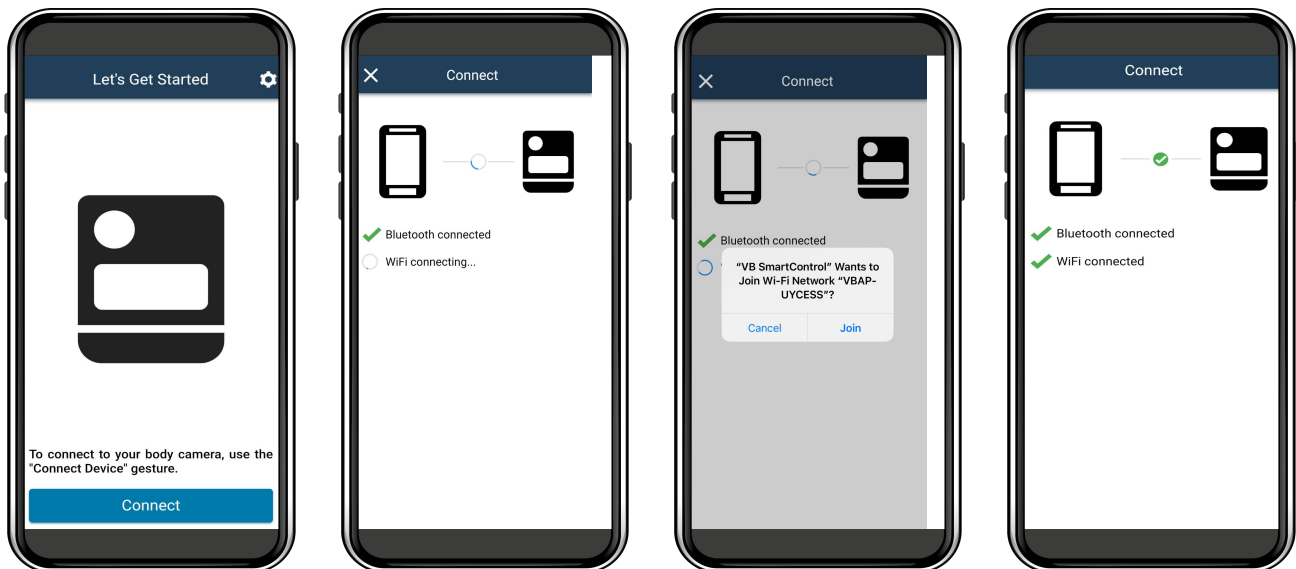 Let's Get Started
To connect to your body camera, use the
"Connect Device" gesture.
Connect
Connect
Bluetooth connected
WiFi connecting...
Connect
Bluetooth connected
“VB SmartControl” Wants to
Join Wi-Fi Network “VBAP-
UYCESS”?
Cancel
Join
Connect
Bluetooth connected
WiFi connected